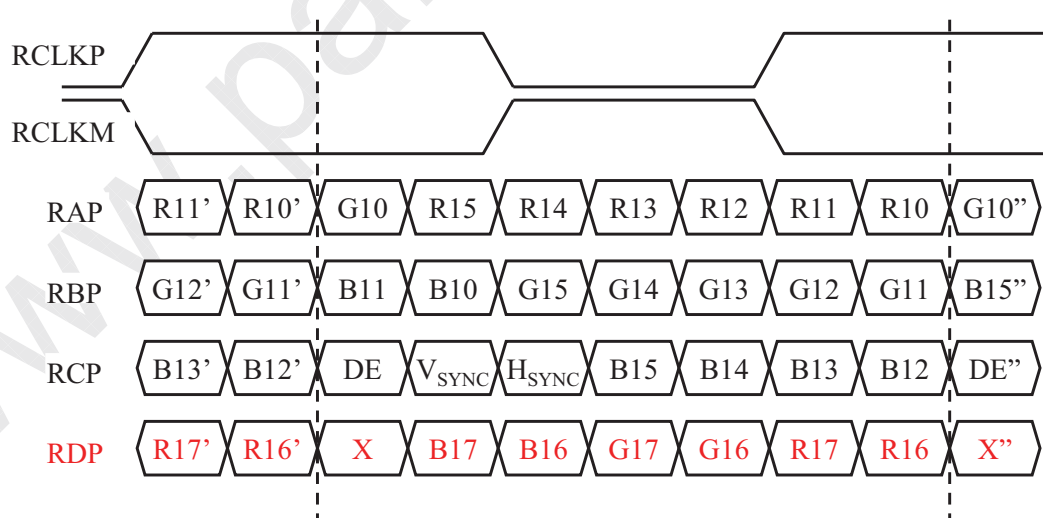 RCLKP
RCLKM
RAP R11’ R10’ G10 R15 R14 R13 R12 R11 R10 G10”
RBP G12’ G11’ B11 B10 G15 G14 G13 G12 G11 B15”
RCP B13’ B12’ DE VSYNC HSYNC B15 B14 B13 B12 DE”
RDP R17’ R16’ X B17 B16 G17 G16 R17 R16 X”
www.pa